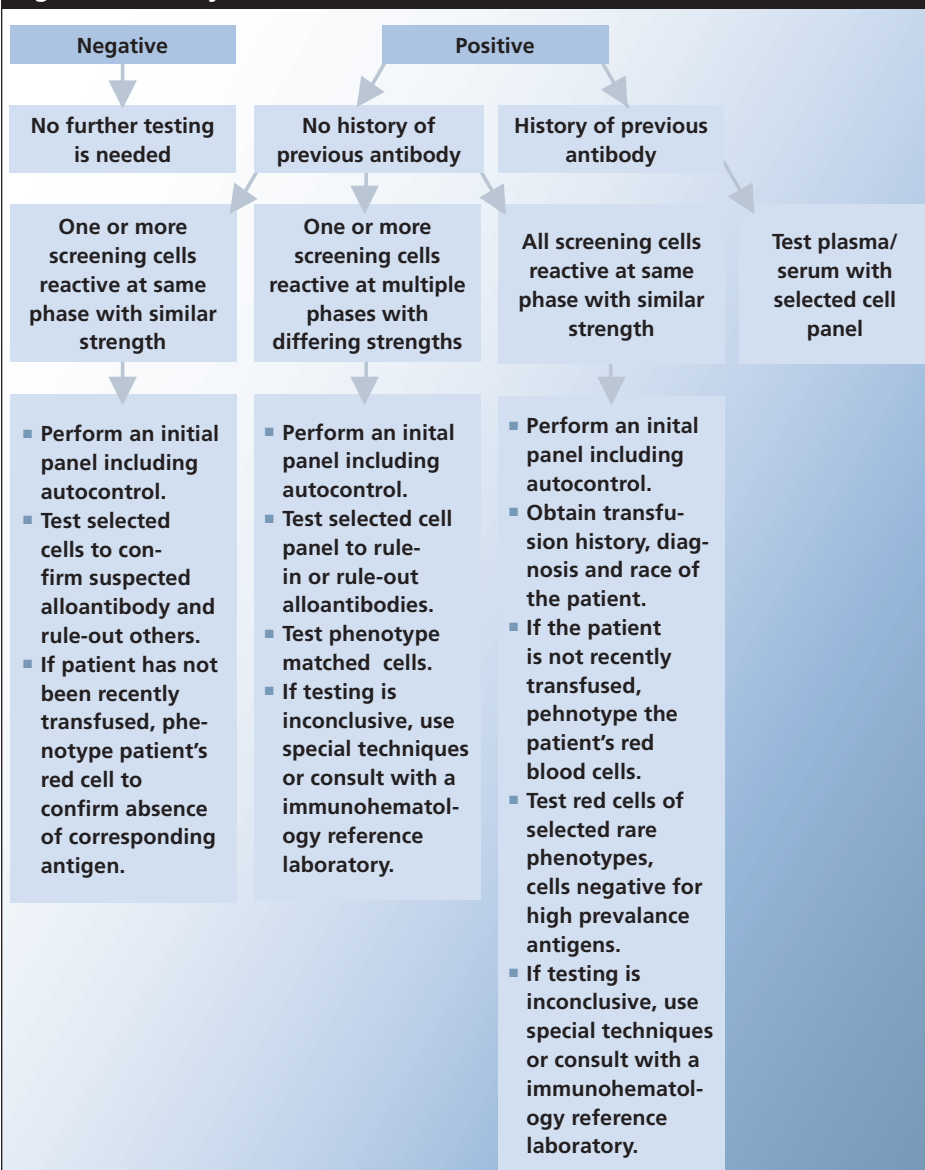 Negative
Positive
No further testing
is needed
No history of
previous antibody
History of previous
antibody
One or more
screening cells
reactive at same
phase with similar
strength
One or more
screening cells
reactive at multiple
phases with
differing strengths
All screening cells
reactive at same
phase with similar
strength
Test plasma/
serum with
selected cell
panel
▪ Perform an initial
panel including
autocontrol.
▪ Test selected
cells to con-
firm suspected
alloantibody and
rule-out others.
▪ If patient has not
been recently
transfused, phe-
notype patient’s
red cell to
confirm absence
of corresponding
antigen.
▪ Perform an inital
panel including
autocontrol.
▪ Test selected cell
panel to rule-
in or rule-out
alloantibodies.
▪ Test phenotype
matched cells.
▪ If testing is
inconclusive, use
special techniques
or consult with a
immunohematol-
ogy reference
laboratory.
▪ Perform an inital
panel including
autocontrol.
▪ Obtain transfu-
sion history, diag-
nosis and race of
the patient.
▪ If the patient
is not recently
transfused,
pehnotype the
patient’s red
blood cells.
▪ Test red cells of
selected rare
phenotypes,
cells negative for
high prevalance
antigens.
▪ If testing is
inconclusive, use
special techniques
or consult with a
immunohematol-
ogy reference
laboratory.